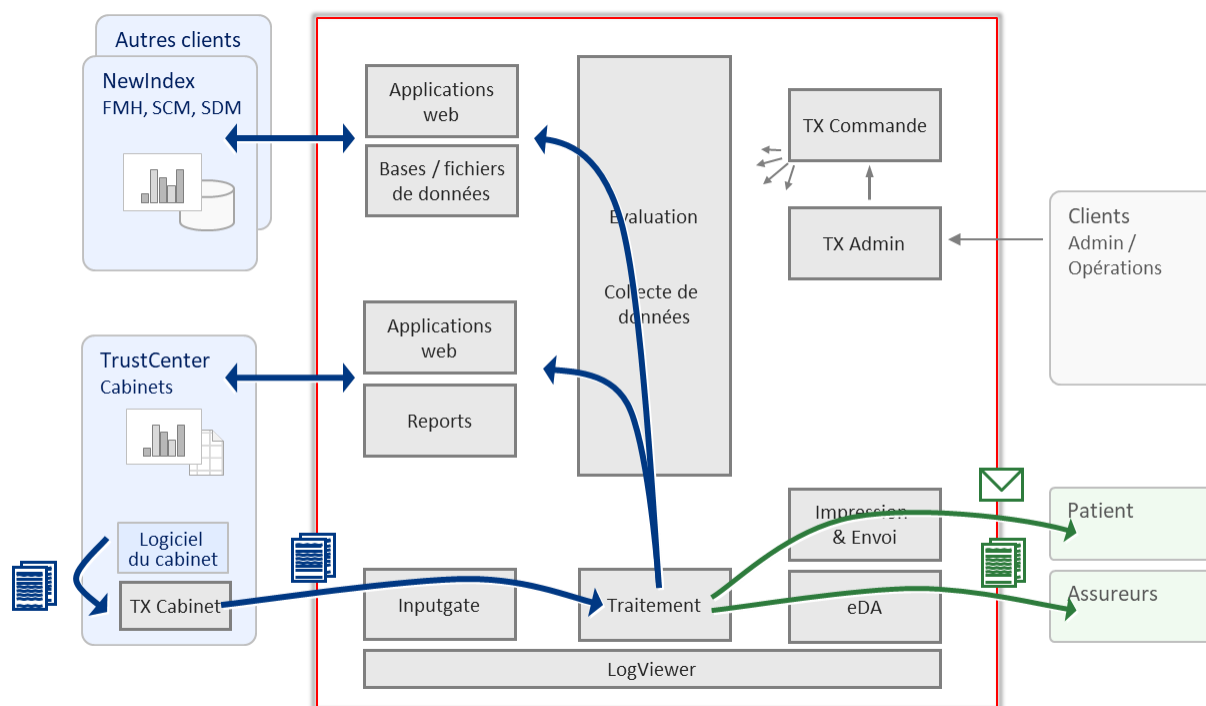 Autres clients
NewIndex
FMH, SCM, SDM
Applications
web
Bases / fichiers
de données
Evaluation
Collecte de
données
TX Commande
TX Admin
Clients
Admin /
Opérations
TrustCenter
Cabinets
Applications
web
Reports
Logiciel
du cabinet
TX Cabinet
Inputgate
Traitement
Impression
& Envoi
eDA
LogViewer
Patient
Assureurs